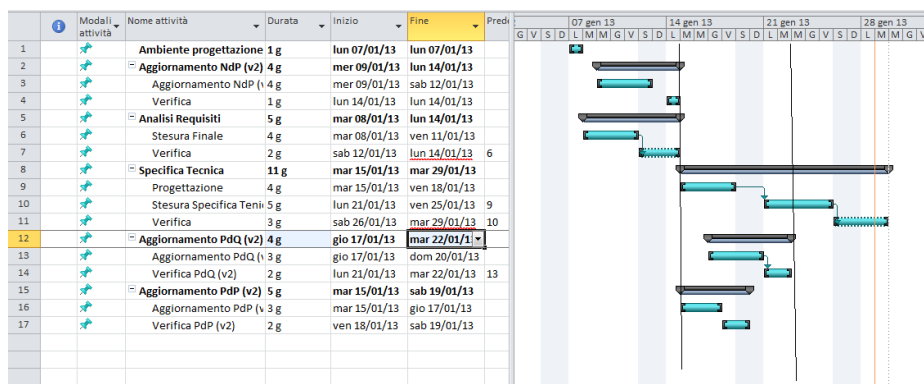 Modali attività Nome attività Durata Inizio Fine Prede 07 gen 13 14 gen 13 21 gen 13 28 gen 13
G V S D L M M G V S D L M M G V S D L M M G V S D L M M G V
1 Ambiente progettazione 1 g lun 07/01/13 lun 07/01/13
2 Aggiornamento NdP (v2) 4 g mer 09/01/13 lun 14/01/13
3 Aggiornamento NdP (v 4 g mer 09/01/13 sab 12/01/13
4 Verifica 1 g lun 14/01/13 lun 14/01/13
5 Analisi Requisiti 5 g mar 08/01/13 lun 14/01/13
6 Stesura Finale 4 g mar 08/01/13 ven 11/01/13
7 Verifica 2 g sab 12/01/13 lun 14/01/13 6
8 Specifica Tecnica 11 g mar 15/01/13 mar 29/01/13
9 Progettazione 4 g mar 15/01/13 ven 18/01/13
10 Stesura Specifica Teni 5 g lun 21/01/13 ven 25/01/13 9
11 Verifica 3 g sab 26/01/13 mar 29/01/13 10
12 Aggiornamento PdQ (v2) 4 g gio 17/01/13 mar 22/01/1
13 Aggiornamento PdQ (v 3 g gio 17/01/13 dom 20/01/13
14 Verifica PdQ (v2) 2 g lun 21/01/13 mar 22/01/13 13
15 Aggiornamento PdP (v2) 5 g mar 15/01/13 sab 19/01/13
16 Aggiornamento PdP (v 3 g mar 15/01/13 gio 17/01/13
17 Verifica PdP (v2) 2 g ven 18/01/13 sab 19/01/13